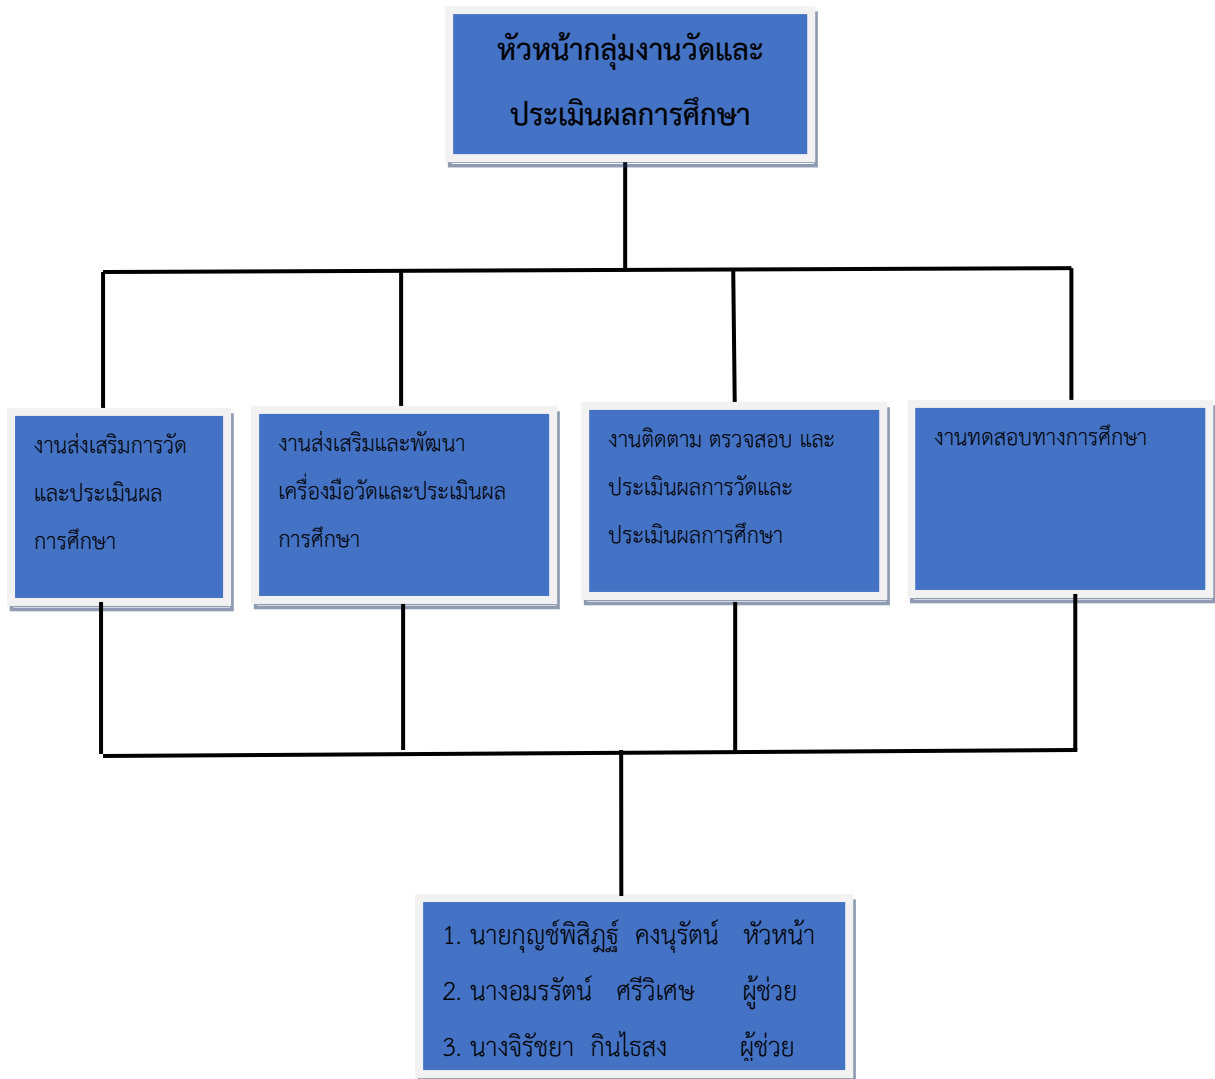 หัวหน้ากลุ่มงานวัดและ
ประเมินผลการศึกษา
งานส่งเสริมการวัด
และประเมินผล
การศึกษา
งานส่งเสริมและพัฒนา
เครื่องมือวัดและประเมินผล
การศึกษา
งานติดตาม ตรวจสอบ และ
ประเมินผลการวัดและ
ประเมินผลการศึกษา
งานทดสอบทางการศึกษา
1. นายกุญช์พิสิฎฐ์ คงนุรัตน์ หัวหน้า
2. นางอมรรัตน์ ศรีวิเศษ ผู้ช่วย
3. นางจิรัชยา กินไธสง ผู้ช่วย